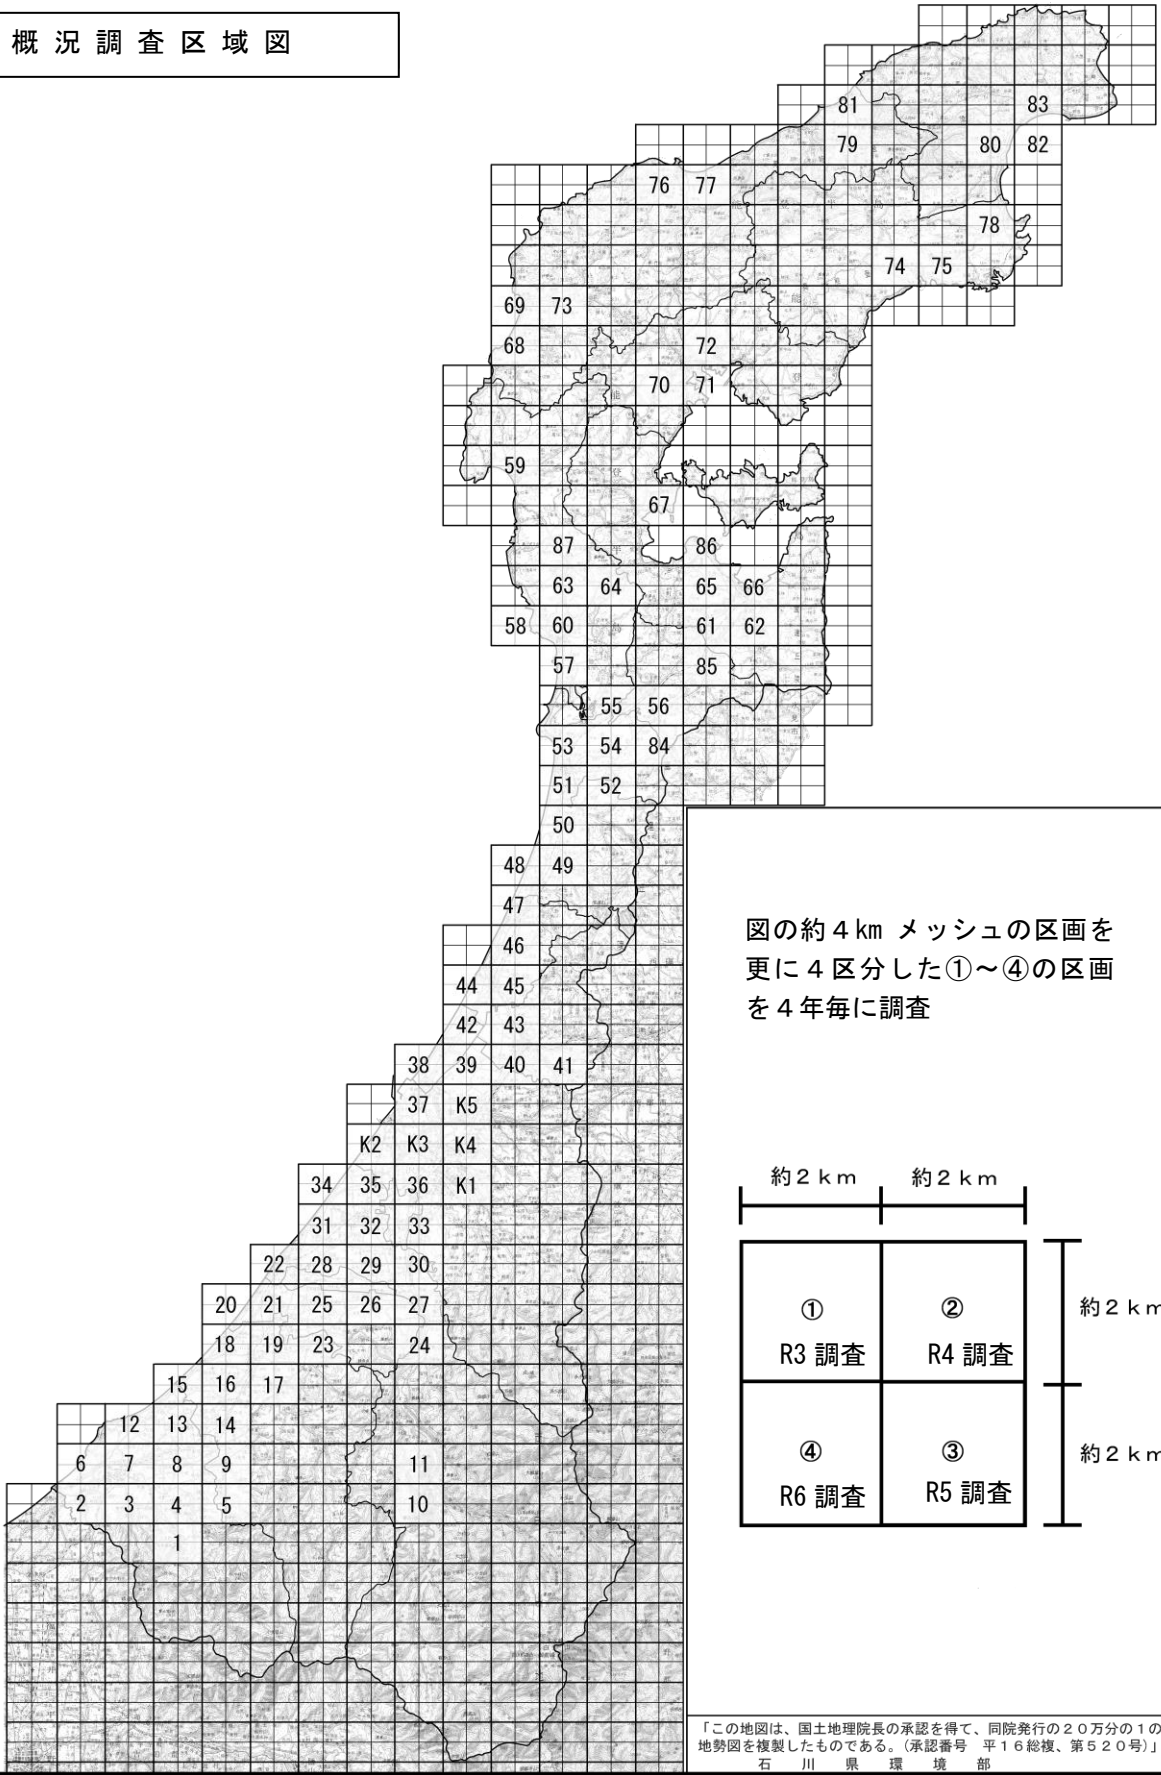 概況調査区域図
81 83
79 80 82
76 77
78
74 75
69 73
68 72
70 71
59
67
87 86
63 64 65 66
58 60 61 62
57 85
55 56
53 54 84
51 52
50
48 49
47
46
44 45
42 43
38 39 40 41
37 K5
K2 K3 K4
34 35 36 K1
31 32 33
22 28 29 30
20 21 25 26 27
18 19 23 24
15 16 17
12 13 14
6 7 8 9 11
2 3 4 5 10
1
図の約４㎞ メッシュの区画を
更に４区分した①～④の区画
を４年毎に調査
約２ｋｍ 約２ｋｍ
① ②
R3 調査 R4 調査
約２ｋｍ
④ ③
R6 調査 R5 調査
約２ｋｍ
「この地図は、国土地理院長の承認を得て、同院発行の２０万分の１の
地勢図を複製したものである。（承認番号 平１６総複、第５２０号）」
石川県環境部